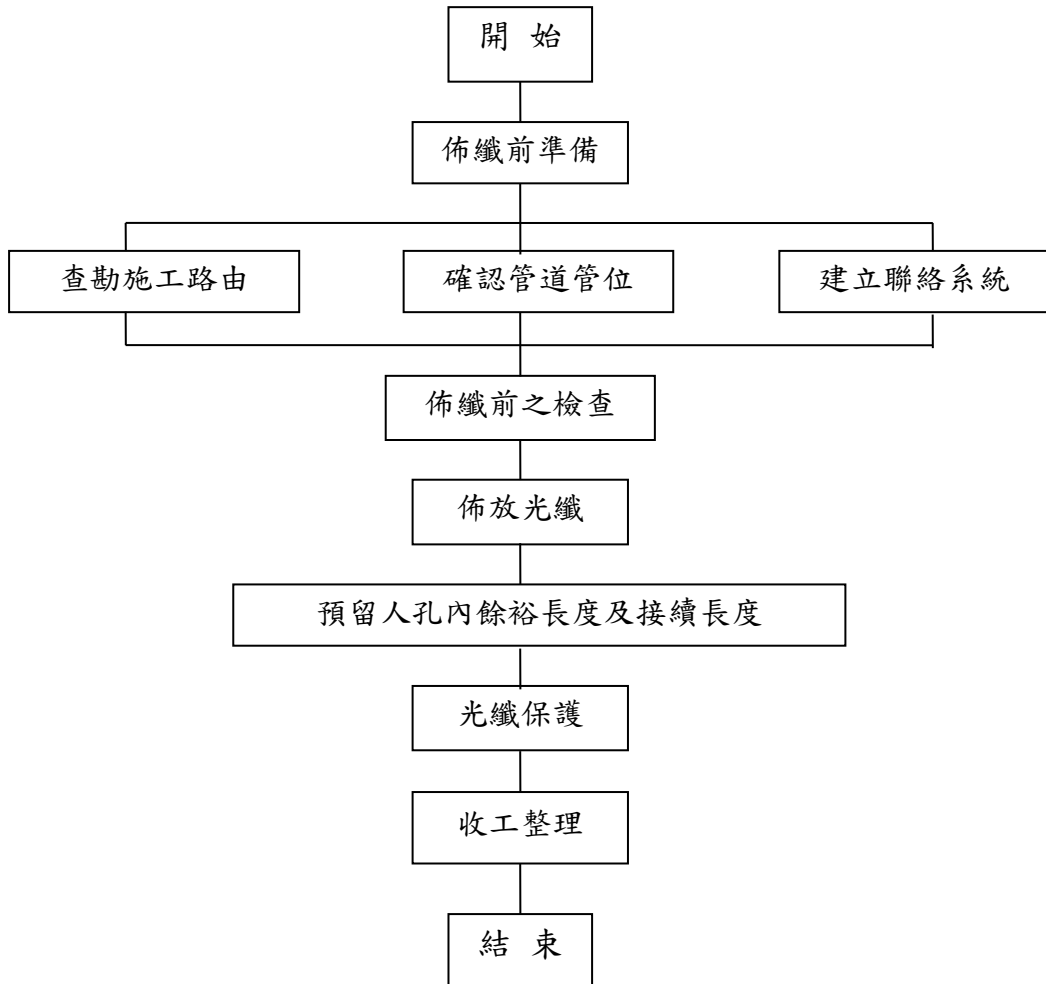 開 始
佈纖前準備
查勘施工路由
確認管道管位
建立聯絡系統
佈纖前之檢查
佈放光纖
預留人孔內餘裕長度及接續長度
光纖保護
收工整理
結 束